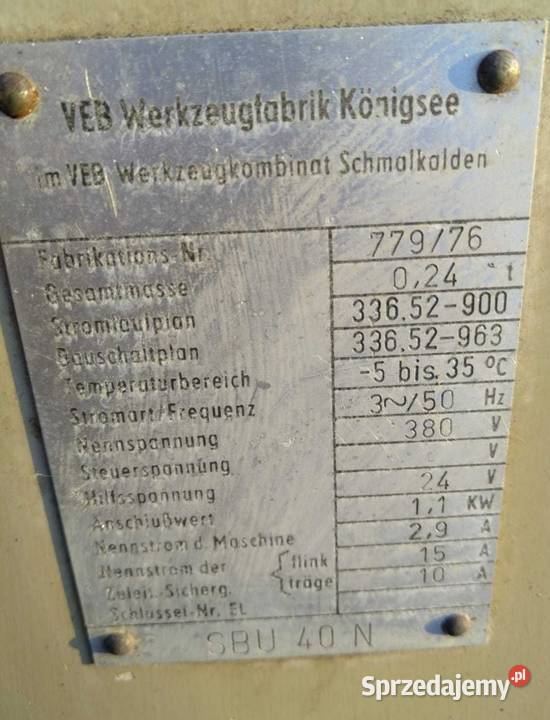 VEB Werkzeugfabrik Königsee
im VEB Werkzeugkombinat Schmalkalden
Fabrikations-Nr. 779/76
Gesamtmasse 0,24 t
Stromlaufplan 336.52-900
Bauschaltplan 336.52-963
Temperaturbereich -5 bis 35 °C
Stromart/Frequenz 3~/50 Hz
Nennspannung 380 V
Steuerspannung V
Hilfsspannung 24 V
Anschlußwert 1,1 KW
Nennstrom d. Maschine 2,9 A
Nennstrom der flink 15 A
Zuleit.-Sicherg. träge 10 A
Schlüssel-Nr. EL
SBU 40 N
Sprzedajemy.pl